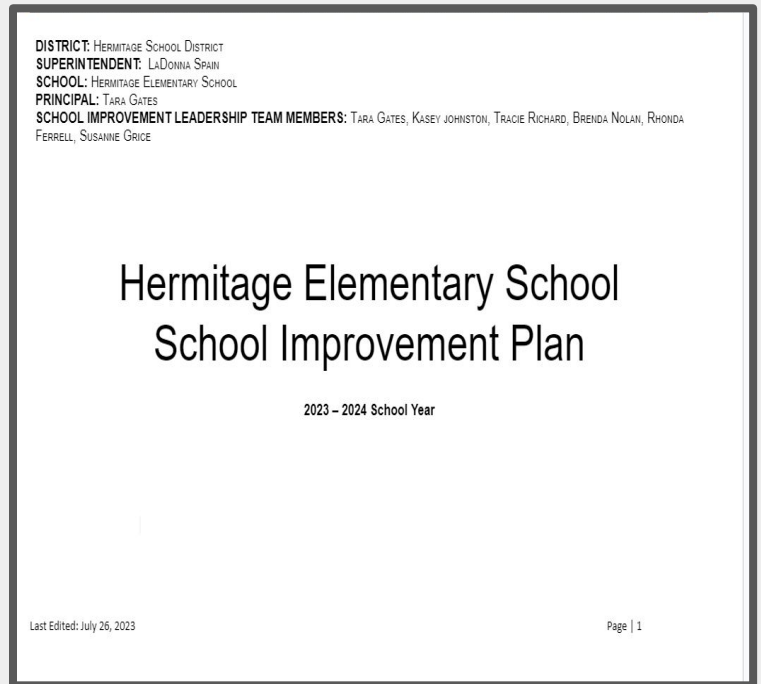 DISTRICT: Hermitage School District
SUPERINTENDENT: LaDonna Spain
SCHOOL: Hermitage Elementary School
PRINCIPAL: Tara Gates
SCHOOL IMPROVEMENT LEADERSHIP TEAM MEMBERS: Tara Gates, Kasey johnston, Tracie Richard, Brenda Nolan, Rhonda
Ferrell, Susanne Grice
Hermitage Elementary School
School Improvement Plan
2023 – 2024 School Year
Last Edited: July 26, 2023 Page | 1